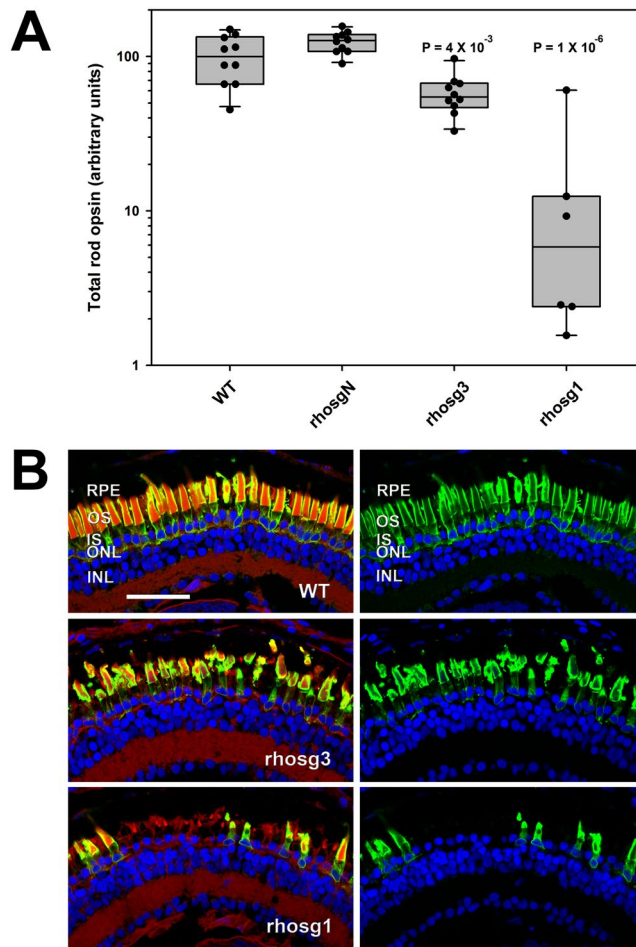 A
Total rod opsin (arbitrary units)
100
10
1
P = 4 X 10⁻³
P = 1 X 10⁻⁶
WT
rhosgN
rhosg3
rhosg1
B
RPE
OS
IS
ONL
INL
WT
RPE
OS
IS
ONL
INL
rhosg3
rhosg1